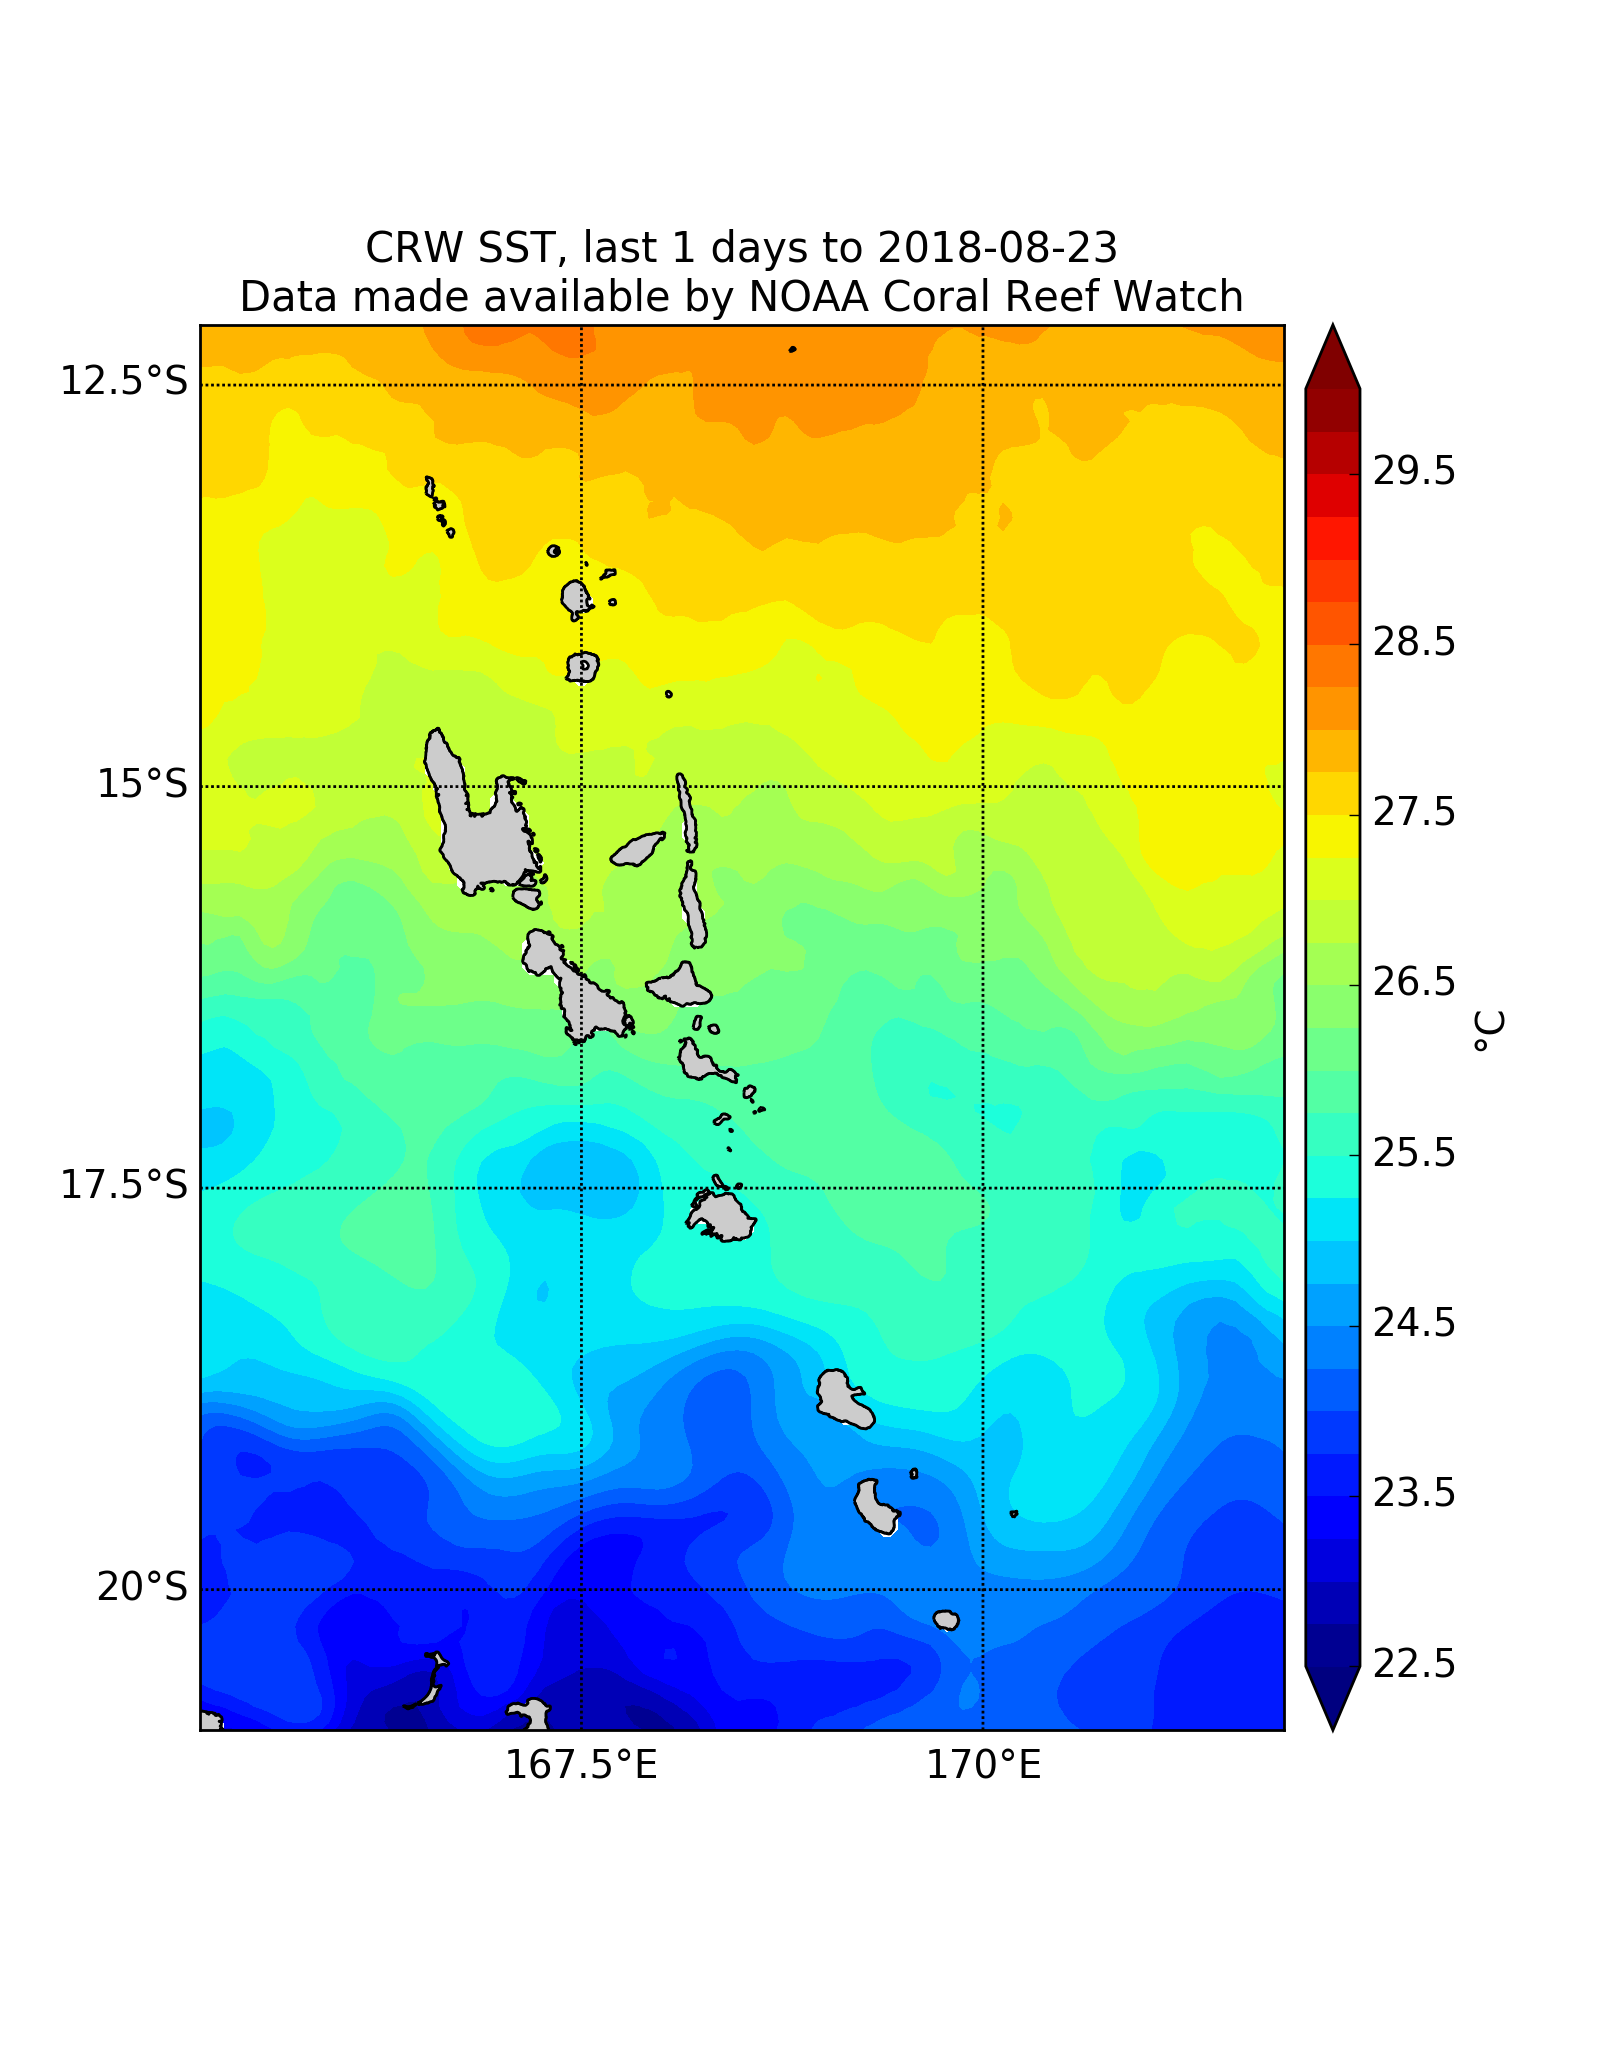 CRW SST, last 1 days to 2018-08-23
Data made available by NOAA Coral Reef Watch
12.5°S
15°S
17.5°S
20°S
167.5°E
170°E
29.5
28.5
27.5
26.5
25.5
24.5
23.5
22.5
°C